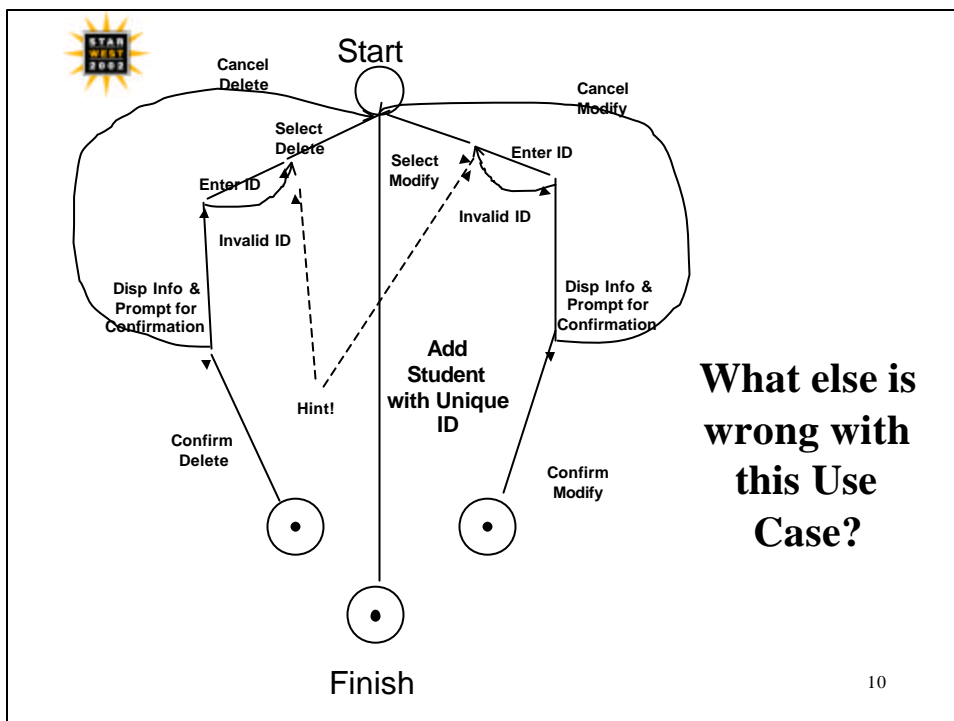 STAR
WEST
2002
Start
Cancel
Delete
Cancel
Modify
Select
Delete
Select
Modify
Enter ID
Enter ID
Invalid ID
Invalid ID
Disp Info &
Prompt for
Confirmation
Disp Info &
Prompt for
Confirmation
Add
Student
with Unique
ID
Hint!
Confirm
Delete
Confirm
Modify
What else is
wrong with
this Use
Case?
Finish
10